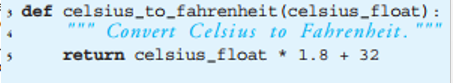 3 def celsius_to_fahrenheit(celsius_float):
4     """ Convert Celsius to Fahrenheit. """
5     return celsius_float * 1.8 + 32